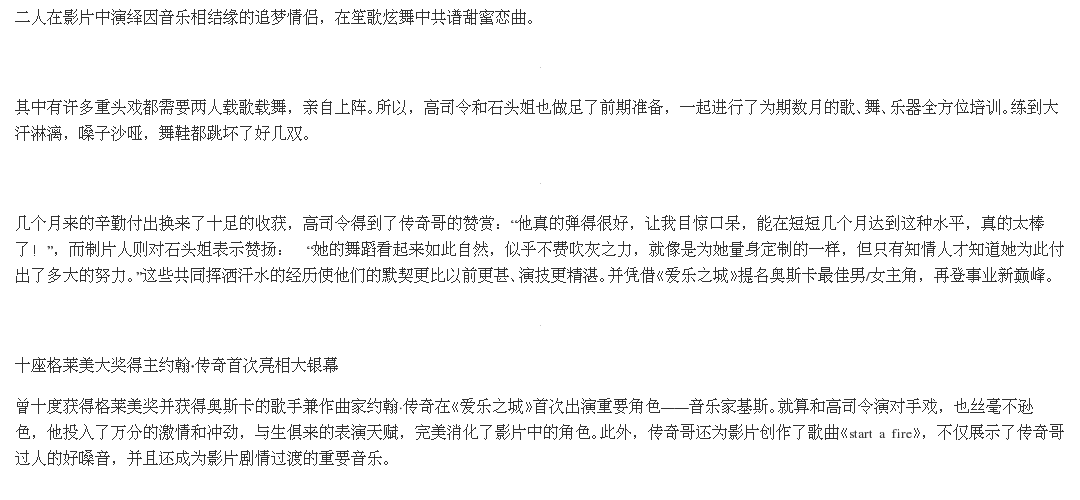 二人在影片中演绎因音乐相结缘的追梦情侣，在笙歌炫舞中共谱甜蜜恋曲。
其中有许多重头戏都需要两人载歌载舞，亲自上阵。所以，高司令和石头姐也做足了前期准备，一起进行了为期数月的歌、舞、乐器全方位培训。练到大
汗淋漓，嗓子沙哑，舞鞋都跳坏了好几双。
几个月来的辛勤付出换来了十足的收获，高司令得到了传奇哥的赞赏：“他真的弹得很好，让我目惊口呆，能在短短几个月达到这种水平，真的太棒
了！”，而制片人则对石头姐表示赞扬： “她的舞蹈看起来如此自然，似乎不费吹灰之力，就像是为她量身定制的一样，但只有知情人才知道她为此付
出了多大的努力。”这些共同挥洒汗水的经历使他们的默契更比以前更甚、演技更精湛。并凭借《爱乐之城》提名奥斯卡最佳男/女主角，再登事业新巅峰。
十座格莱美大奖得主约翰·传奇首次亮相大银幕
曾十度获得格莱美奖并获得奥斯卡的歌手兼作曲家约翰·传奇在《爱乐之城》首次出演重要角色——音乐家基斯。就算和高司令演对手戏，也丝毫不逊
色，他投入了万分的激情和冲劲，与生俱来的表演天赋，完美消化了影片中的角色。此外，传奇哥还为影片创作了歌曲《start a fire》，不仅展示了传奇哥
过人的好嗓音，并且还成为影片剧情过渡的重要音乐。